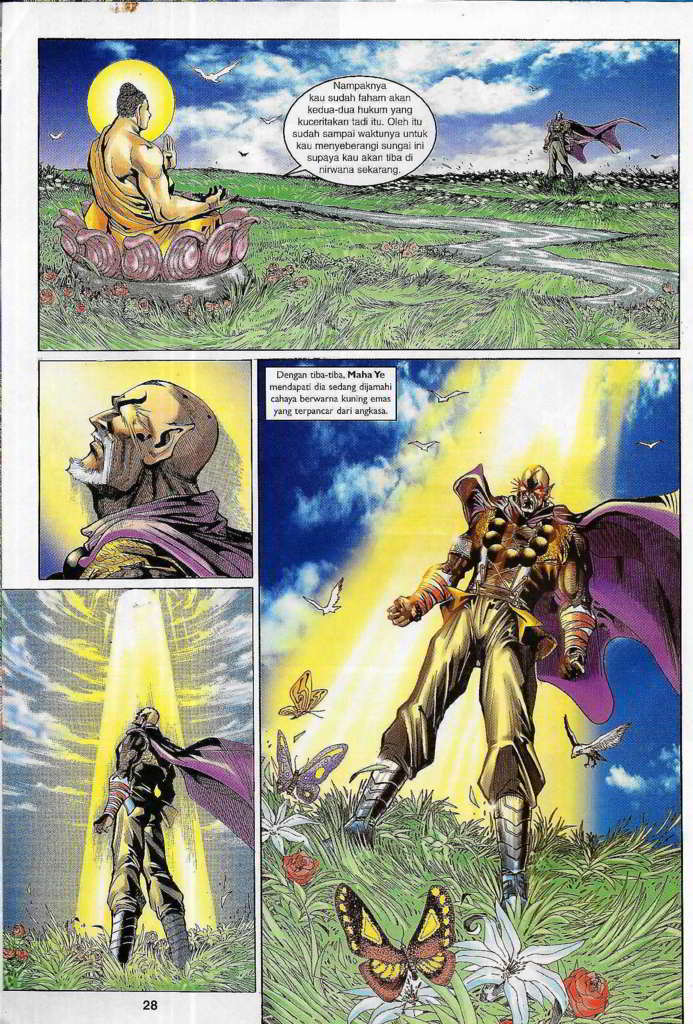 Nampaknya
kau sudah faham akan
kedua-dua hukum yang
kuceritakan tadi itu. Oleh itu
sudah sampai waktunya untuk
kau menyeberangi sungai ini
supaya kau akan tiba di
nirwana sekarang.
Dengan tiba-tiba, Maha Ye
mendapati dia sedang dijamahi
cahaya berwarna kuning emas
yang terpancar dari angkasa.
28